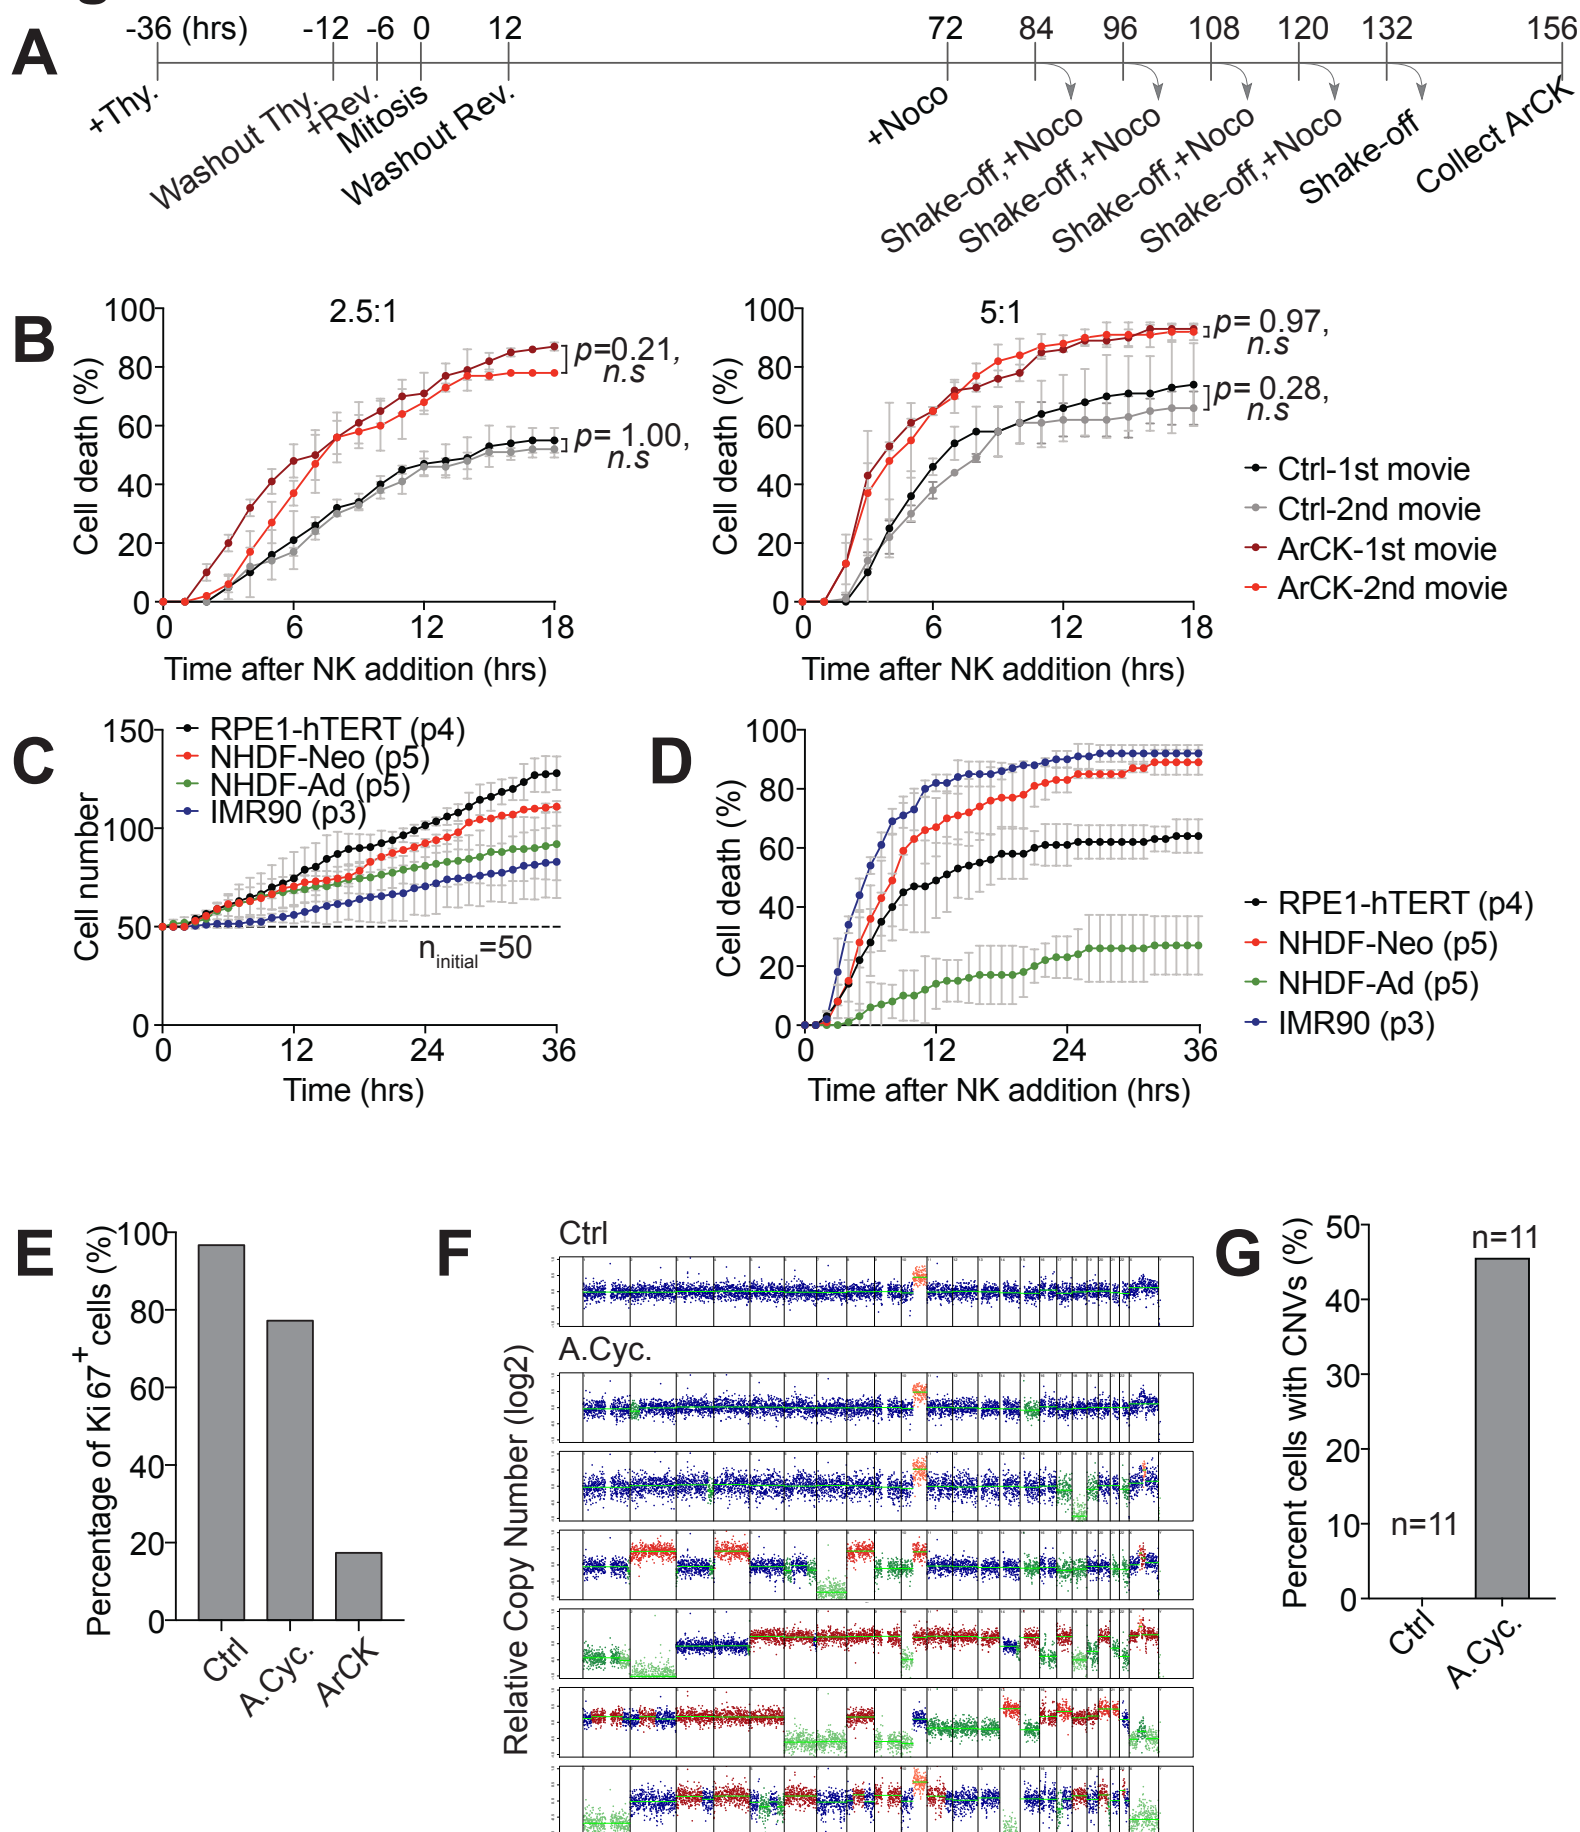 A
-36 (hrs) -12 -6 0 12 72 84 96 108 120 132 156
+Thy.
Washout Thy.
+Rev.
Mitosis
Washout Rev.
+Noco
Shake-off,+Noco
Shake-off,+Noco
Shake-off,+Noco
Shake-off,+Noco
Shake-off
Collect ArCK
B
2.5:1
Cell death (%)
100
80
60
40
20
0
0 6 12 18
Time after NK addition (hrs)
p=0.21,
n.s
p= 1.00,
n.s
5:1
Cell death (%)
100
80
60
40
20
0
0 6 12 18
Time after NK addition (hrs)
p= 0.97,
n.s
p= 0.28,
n.s
Ctrl-1st movie
Ctrl-2nd movie
ArCK-1st movie
ArCK-2nd movie
C
Cell number
150
100
50
0
RPE1-hTERT (p4)
NHDF-Neo (p5)
NHDF-Ad (p5)
IMR90 (p3)
ninitial=50
0 12 24 36
Time (hrs)
D
Cell death (%)
100
80
60
40
20
0
0 12 24 36
Time after NK addition (hrs)
RPE1-hTERT (p4)
NHDF-Neo (p5)
NHDF-Ad (p5)
IMR90 (p3)
E
Percentage of Ki 67+ cells (%)
100
80
60
40
20
0
Ctrl
A.Cyc.
ArCK
F
Relative Copy Number (log2)
Ctrl
A.Cyc.
G
Percent cells with CNVs (%)
50
40
30
20
10
0
n=11
n=11
Ctrl
A.Cyc.